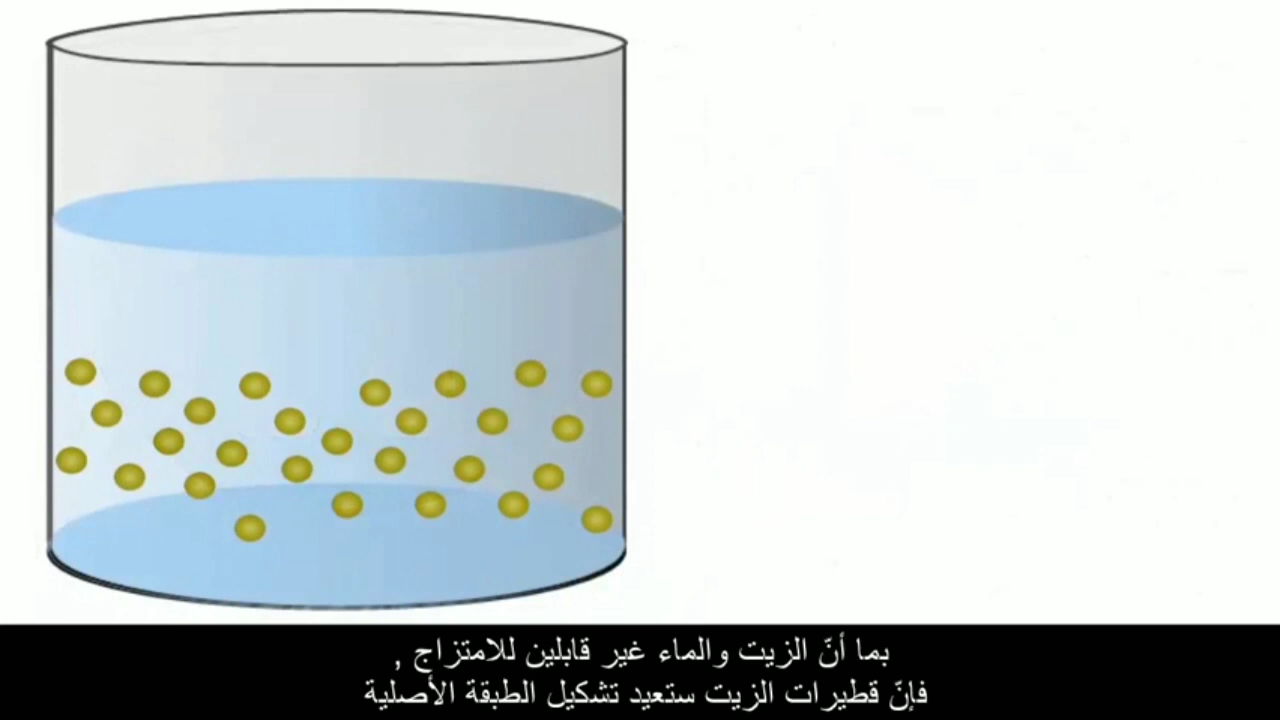 بما أنّ الزيت والماء غير قابلين للامتزاج ,
فإنّ قطيرات الزيت ستعيد تشكيل الطبقة الأصلية